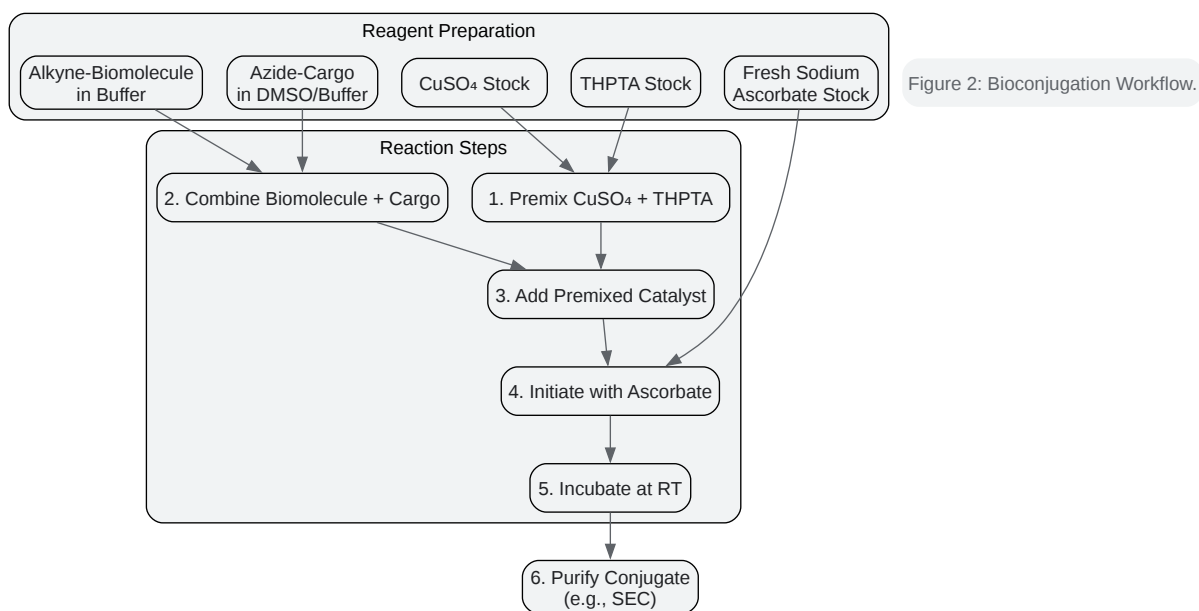 Reagent Preparation
Alkyne-Biomolecule
in Buffer
Azide-Cargo
in DMSO/Buffer
CuSO₄ Stock
THPTA Stock
Fresh Sodium
Ascorbate Stock
Figure 2: Bioconjugation Workflow.
Reaction Steps
2. Combine Biomolecule + Cargo
1. Premix CuSO₄ + THPTA
3. Add Premixed Catalyst
4. Initiate with Ascorbate
5. Incubate at RT
6. Purify Conjugate
(e.g., SEC)